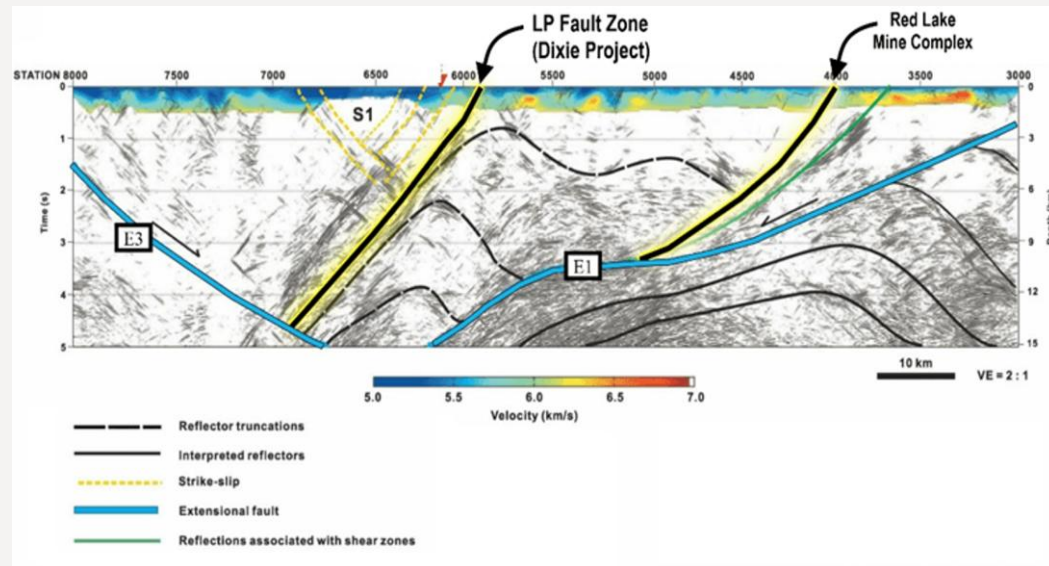 LP Fault Zone
(Dixie Project)
Red Lake
Mine Complex
STATION 8000 7500 7000 6500 6000 5500 5000 4500 4000 3500 3000
S1
E3
E1
0
1
2
3
4
5
Time (s)
0
3
6
9
12
15
10 km
VE = 2 : 1
5.0 5.5 6.0 6.5 7.0
Velocity (km/s)
Reflector truncations
Interpreted reflectors
Strike-slip
Extensional fault
Reflections associated with shear zones